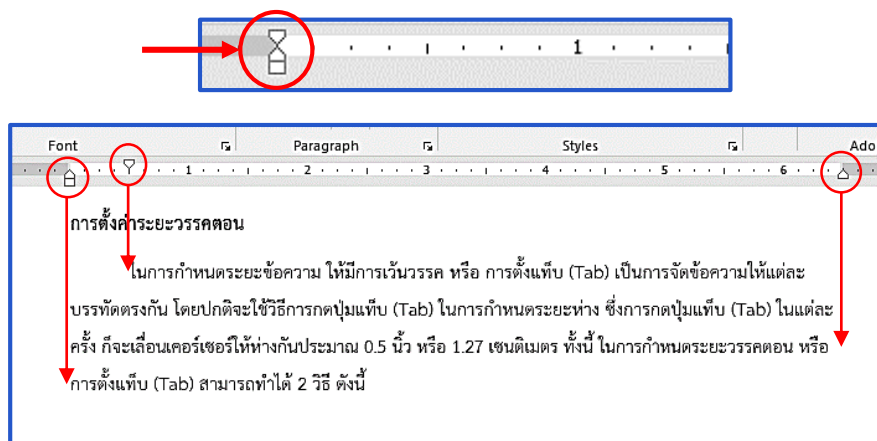 1
Font Paragraph Styles Ado
1 2 3 4 5 6
การตั้งค่าระยะวรรคตอน
ในการกำหนดระยะข้อความ ให้มีการเว้นวรรค หรือ การตั้งแท็บ (Tab) เป็นการจัดข้อความให้แต่ละ
บรรทัดตรงกัน โดยปกติจะใช้วิธีการกดปุ่มแท็บ (Tab) ในการกำหนดระยะห่าง ซึ่งการกดปุ่มแท็บ (Tab) ในแต่ละ
ครั้ง ก็จะเลื่อนเคอร์เซอร์ให้ห่างกันประมาณ 0.5 นิ้ว หรือ 1.27 เซนติเมตร ทั้งนี้ ในการกำหนดระยะวรรคตอน หรือ
การตั้งแท็บ (Tab) สามารถทำได้ 2 วิธี ดังนี้